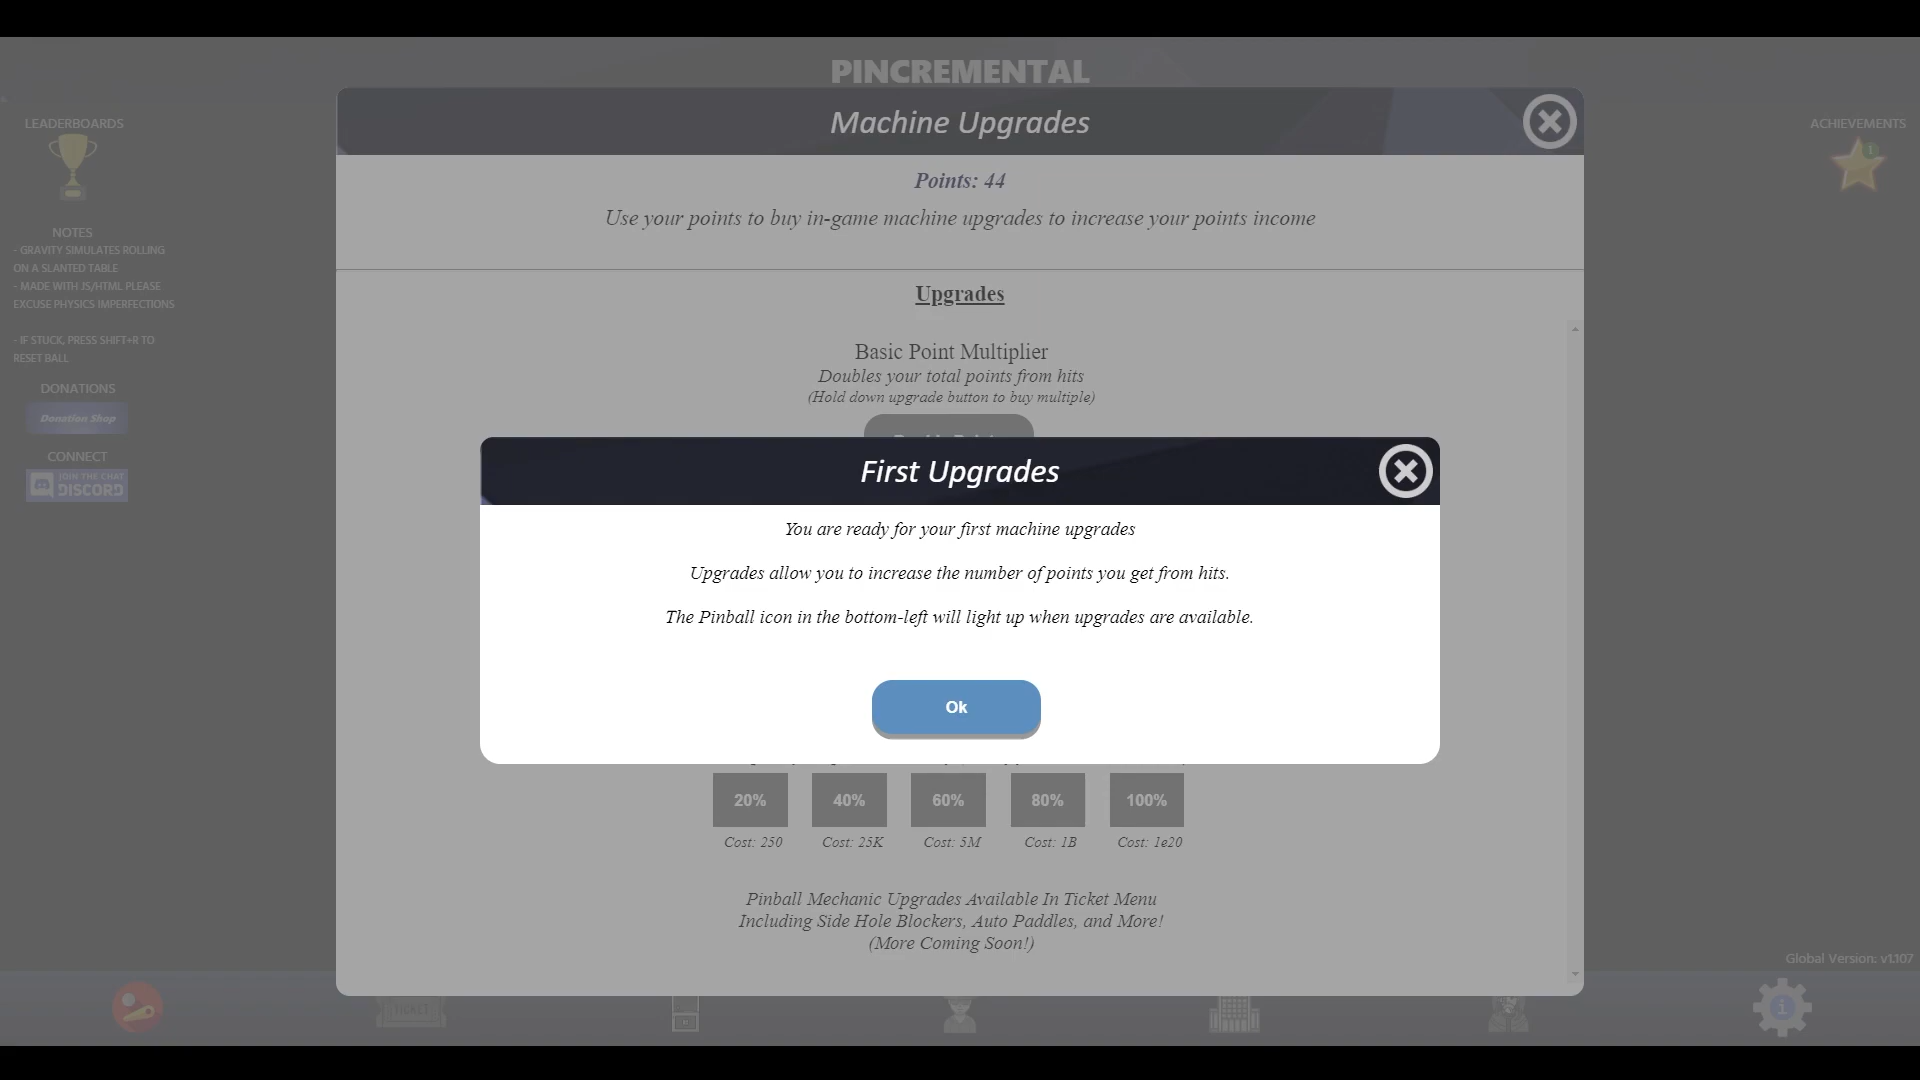 PINCREMENTAL
Machine Upgrades
LEADERBOARDS
ACHIEVEMENTS
Points: 44
Use your points to buy in-game machine upgrades to increase your points income
NOTES
- GRAVITY SIMULATES ROLLING
ON A SLANTED TABLE
- MADE WITH JS/HTML PLEASE
EXCUSE PHYSICS IMPERFECTIONS
- IF STUCK, PRESS SHIFT+R TO
RESET BALL
DONATIONS
Donation Shop
CONNECT
JOIN THE CHAT
DISCORD
Upgrades
Basic Point Multiplier
Doubles your total points from hits
(Hold down upgrade button to buy multiple)
First Upgrades
You are ready for your first machine upgrades
Upgrades allow you to increase the number of points you get from hits.
The Pinball icon in the bottom-left will light up when upgrades are available.
Ok
20% 40% 60% 80% 100%
Cost: 250 Cost: 25K Cost: 5M Cost: 1B Cost: 1e20
Pinball Mechanic Upgrades Available In Ticket Menu
Including Side Hole Blockers, Auto Paddles, and More!
(More Coming Soon!)
Global Version: v1.107
TICKET